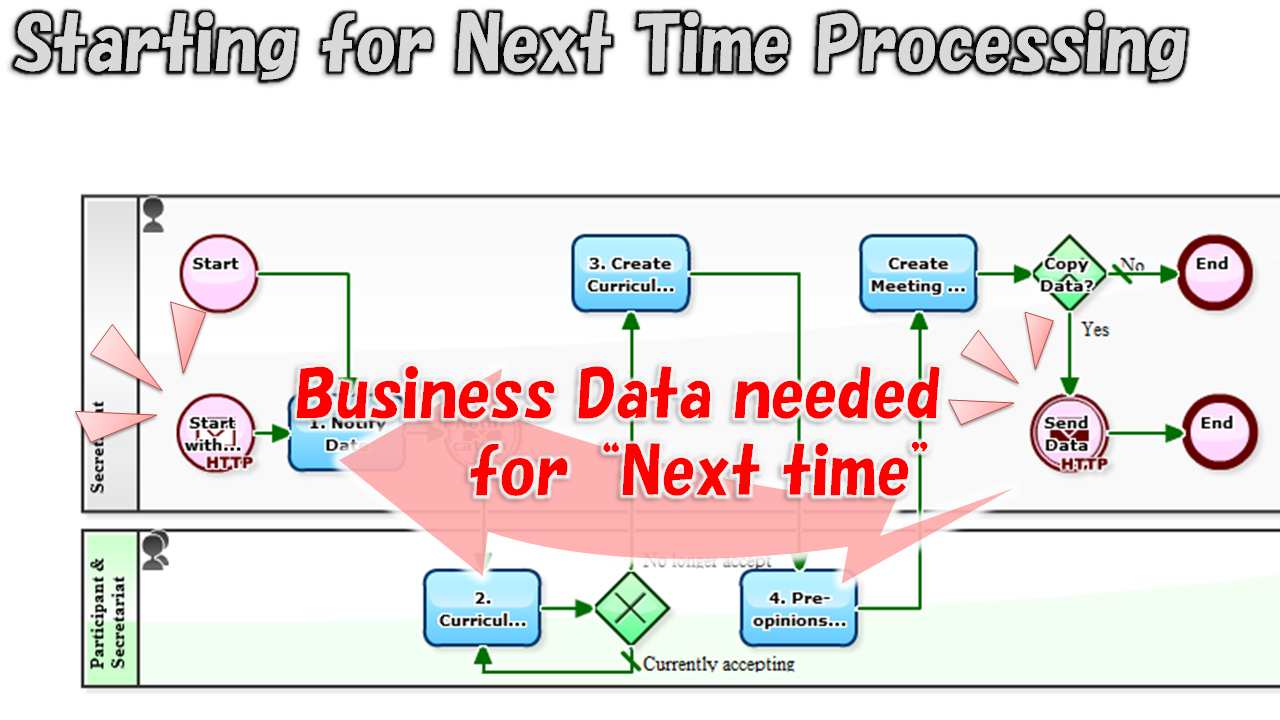 Starting for Next Time Processing
Start
3. Create
Curricul...
Create
Meeting ...
Copy
Data?
No
End
Yes
Business Data needed
for “Next time”
Start
with...
HTTP
1. Notify
Date
Send
Data
HTTP
End
Secretariat
No longer accept
2.
Curricul...
4. Pre-
opinions...
Currently accepting
Participant &
Secretariat